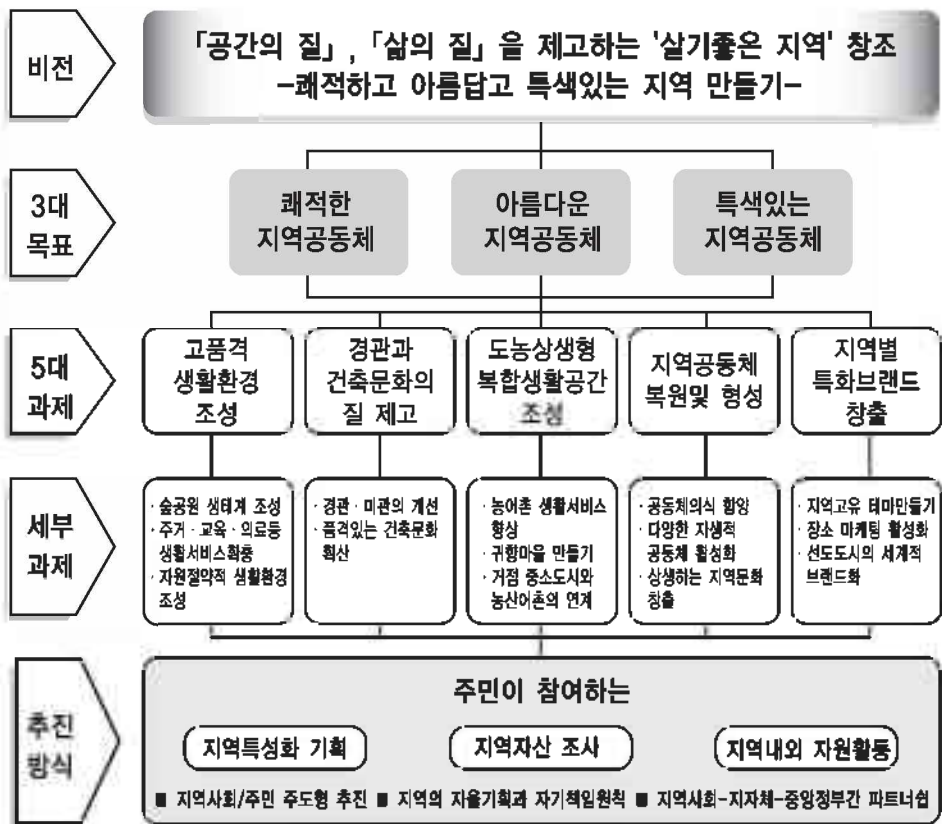 비전
「공간의 질」, 「삶의 질」을 제고하는 '살기좋은 지역' 창조
-쾌적하고 아름답고 특색있는 지역 만들기-
3대
목표
쾌적한
지역공동체
아름다운
지역공동체
특색있는
지역공동체
5대
과제
고품격
생활환경
조성
경관과
건축문화의
질 제고
도농상생형
복합생활공간
조성
지역공동체
복원및 형성
지역별
특화브랜드
창출
세부
과제
· 숲공원 생태계 조성
· 주거 · 교육 · 의료등
생활서비스확충
· 자원절약적 생활환경
조성
· 경관 · 미관의 개선
· 품격있는 건축문화
확산
· 농어촌 생활서비스
향상
· 귀향마을 만들기
· 거점 중소도시와
농산어촌의 연계
· 공동체의식 함양
· 다양한 자생적
공동체 활성화
· 상생하는 지역문화
창출
· 지역고유 테마만들기
· 장소 마케팅 활성화
· 선도도시의 세계적
브랜드화
추진
방식
주민이 참여하는
지역특성화 기획
지역자산 조사
지역내외 자원활동
■ 지역사회/주민 주도형 추진 ■ 지역의 자율기획과 자기책임원칙 ■ 지역사회-지자체-중앙정부간 파트너쉽